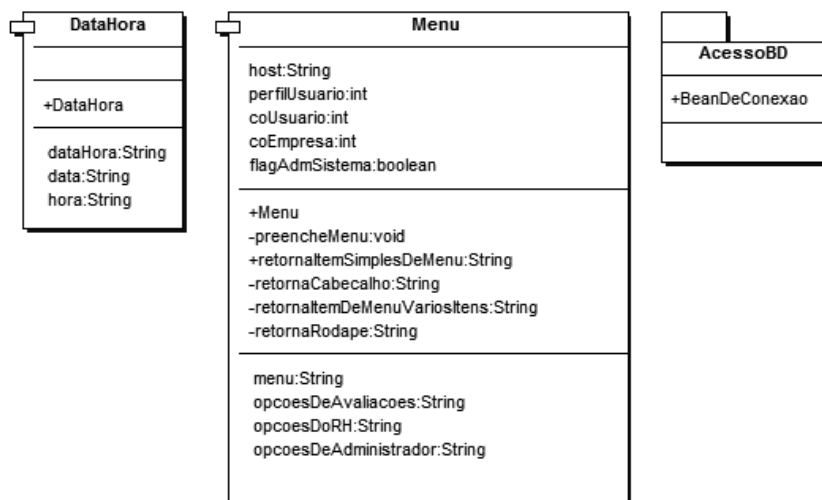 DataHora
+DataHora
dataHora:String
data:String
hora:String
Menu
host:String
perfilUsuario:int
coUsuario:int
coEmpresa:int
flagAdmSistema:boolean
+Menu
-preencheMenu:void
+retornaItemSimplesDeMenu:String
-retornaCabecalho:String
-retornaItemDeMenuVariosItens:String
-retornaRodape:String
menu:String
opcoesDeAvaliacoes:String
opcoesDoRH:String
opcoesDeAdministrador:String
AcessoBD
+BeanDeConexao